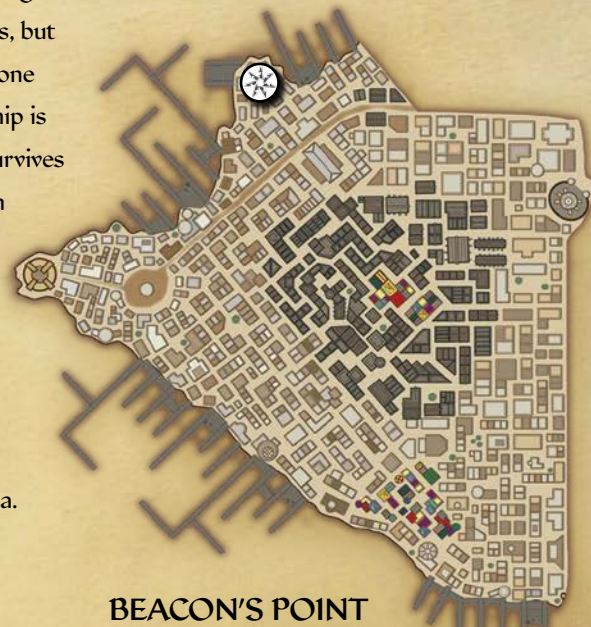 s, but
one
hip is
urvives
a.
BEACON'S POINT